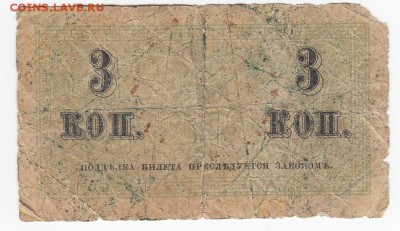 COINS.LAVE.RU
3 3
КОП. КОП.
ПОДДѢЛКА БИЛЕТА ПРЕСЛѢДУЕТСЯ ЗАКОНОМЪ.